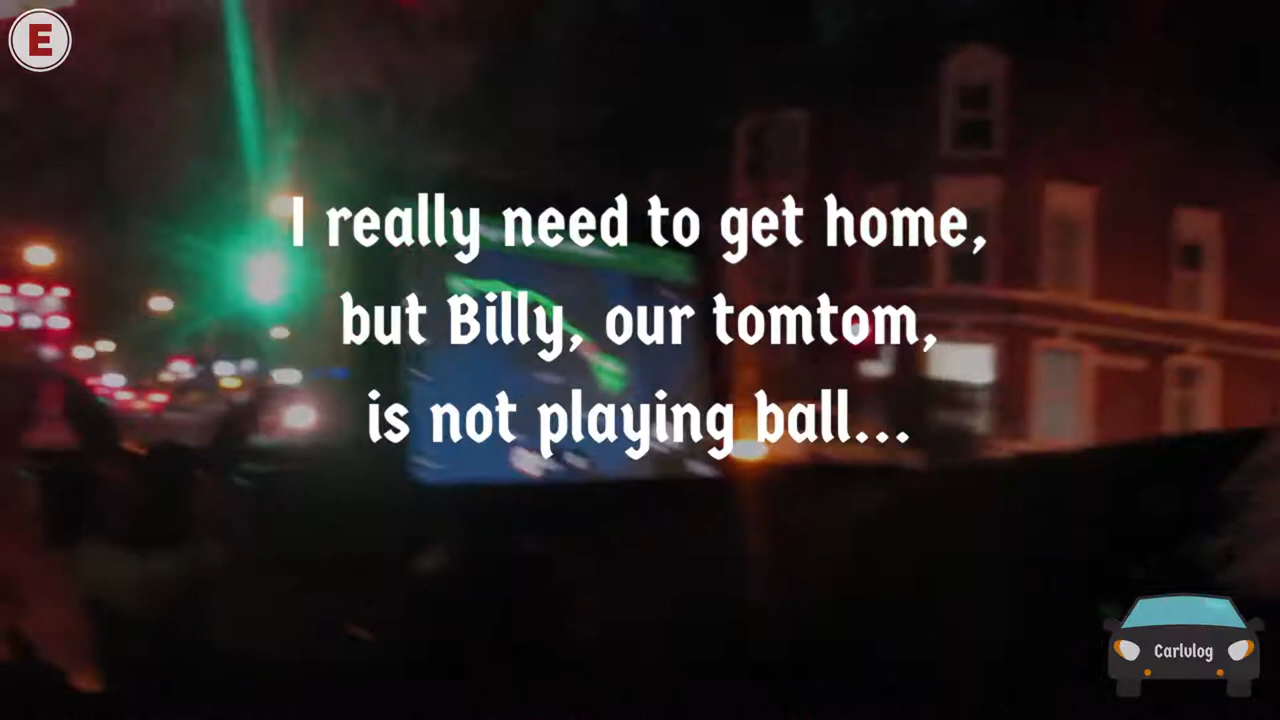 E
I really need to get home,
but Billy, our tomtom,
is not playing ball...
Carlvlog